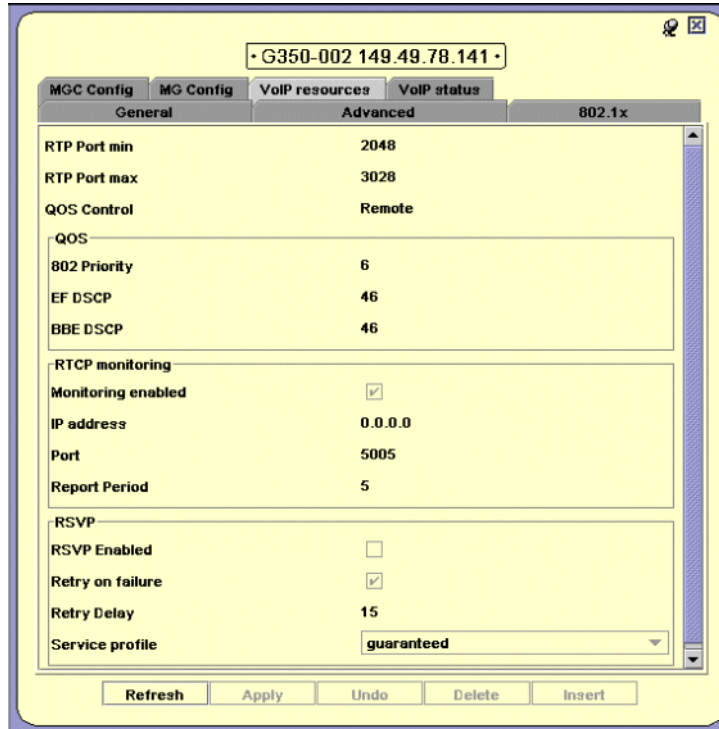 • G350-002 149.49.78.141 •
MGC Config MG Config VoIP resources VoIP status
General Advanced 802.1x
RTP Port min 2048
RTP Port max 3028
QOS Control Remote
QOS
802 Priority 6
EF DSCP 46
BBE DSCP 46
RTCP monitoring
Monitoring enabled
IP address 0.0.0.0
Port 5005
Report Period 5
RSVP
RSVP Enabled
Retry on failure
Retry Delay 15
Service profile guaranteed
Refresh Apply Undo Delete Insert